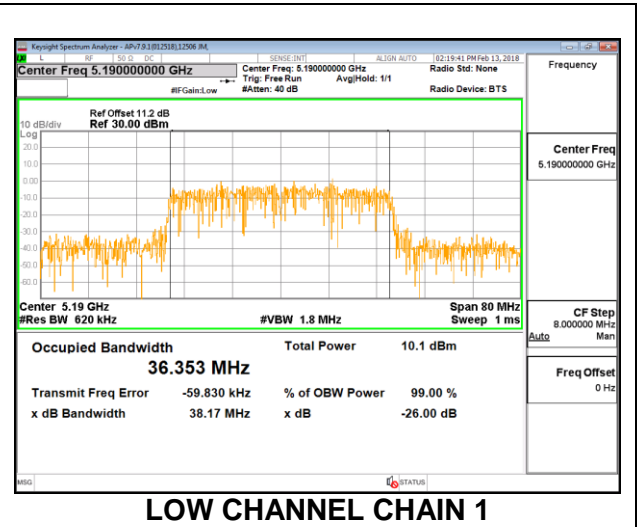 Keysight Spectrum Analyzer - APv7.9.1(012518),12506 JM,
L RF 50 Ω DC SENSE:INT ALIGN AUTO 02:19:41 PM Feb 13, 2018
Center Freq 5.190000000 GHz
Center Freq: 5.190000000 GHz
Radio Std: None
Trig: Free Run Avg|Hold: 1/1
#IFGain:Low #Atten: 40 dB Radio Device: BTS
Frequency
Ref Offset 11.2 dB
10 dB/div Ref 30.00 dBm
Log
20.0
10.0
0.00
-10.0
-20.0
-30.0
-40.0
-50.0
-60.0
Center 5.19 GHz Span 80 MHz
#Res BW 620 kHz #VBW 1.8 MHz Sweep 1 ms
Occupied Bandwidth Total Power 10.1 dBm
36.353 MHz
Transmit Freq Error -59.830 kHz % of OBW Power 99.00 %
x dB Bandwidth 38.17 MHz x dB -26.00 dB
Center Freq
5.190000000 GHz
CF Step
8.000000 MHz
Auto Man
Freq Offset
0 Hz
MSG STATUS
LOW CHANNEL CHAIN 1